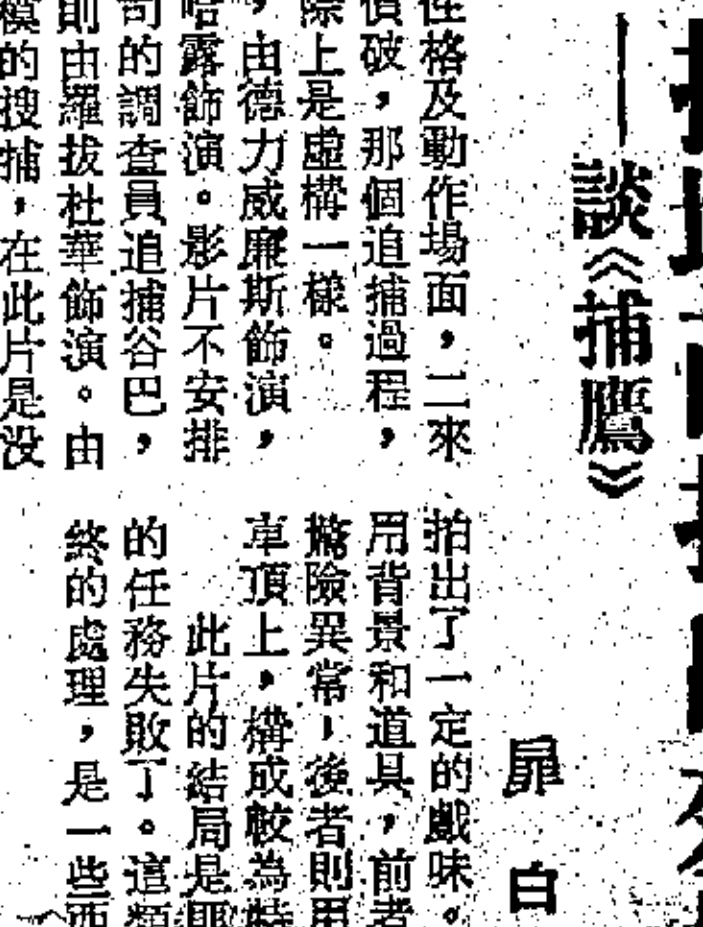 ——談《捕鷹》
扉白
性格及動作場面，二來
偵破，那個追捕過程，
際上是虛構一樣。
，由德力威廉斯飾演，
唔露飾演。影片不安排
司的調查員追捕谷巴，
則由羅拔杜華飾演。由
模的搜捕，在此片是没
拍出了一定的戲味。
用背景和道具，前者
驚險異常，後者則用
車頂上，構成較為特
此片的結局是
的任務失敗了。這類
終的處理，是一些西